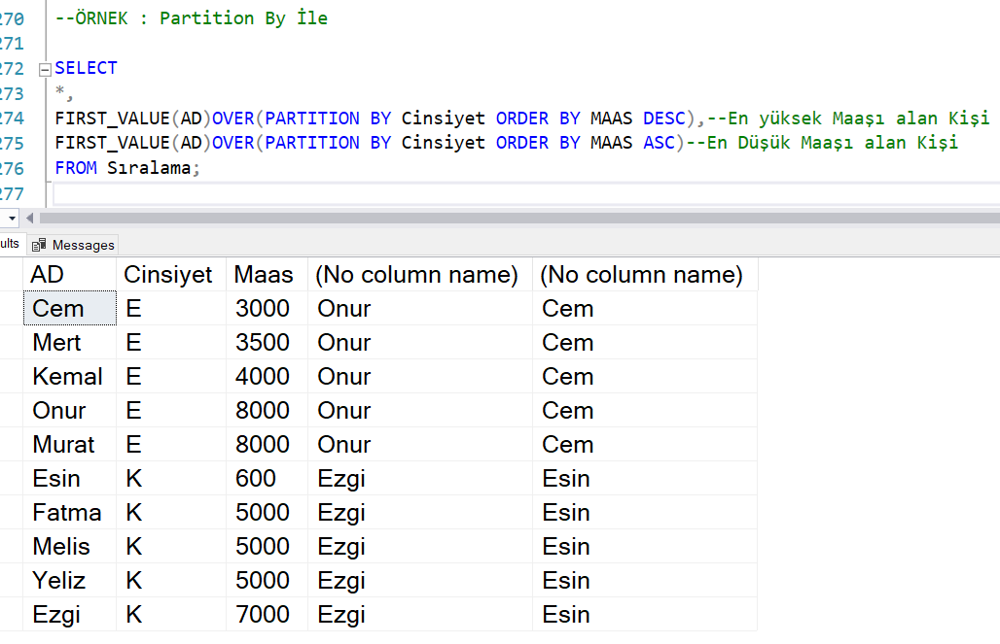 270 --ÖRNEK : Partition By İle
271
272 SELECT
273 *,
274 FIRST_VALUE(AD)OVER(PARTITION BY Cinsiyet ORDER BY MAAS DESC),--En yüksek Maaşı alan Kişi
275 FIRST_VALUE(AD)OVER(PARTITION BY Cinsiyet ORDER BY MAAS ASC)--En Düşük Maaşı alan Kişi
276 FROM Sıralama;
277
ults Messages
AD Cinsiyet Maas (No column name) (No column name)
Cem E 3000 Onur Cem
Mert E 3500 Onur Cem
Kemal E 4000 Onur Cem
Onur E 8000 Onur Cem
Murat E 8000 Onur Cem
Esin K 600 Ezgi Esin
Fatma K 5000 Ezgi Esin
Melis K 5000 Ezgi Esin
Yeliz K 5000 Ezgi Esin
Ezgi K 7000 Ezgi Esin